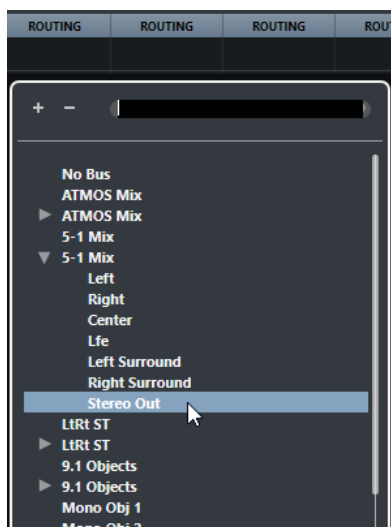 ROUTING ROUTING ROUTING
No Bus
ATMOS Mix
ATMOS Mix
5-1 Mix
5-1 Mix
Left
Right
Center
Lfe
Left Surround
Right Surround
Stereo Out
LtRt ST
LtRt ST
9.1 Objects
9.1 Objects
Mono Obj 1